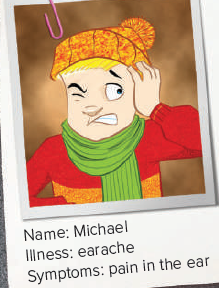 Name: Michael
Illness: earache
Symptoms: pain in the ear